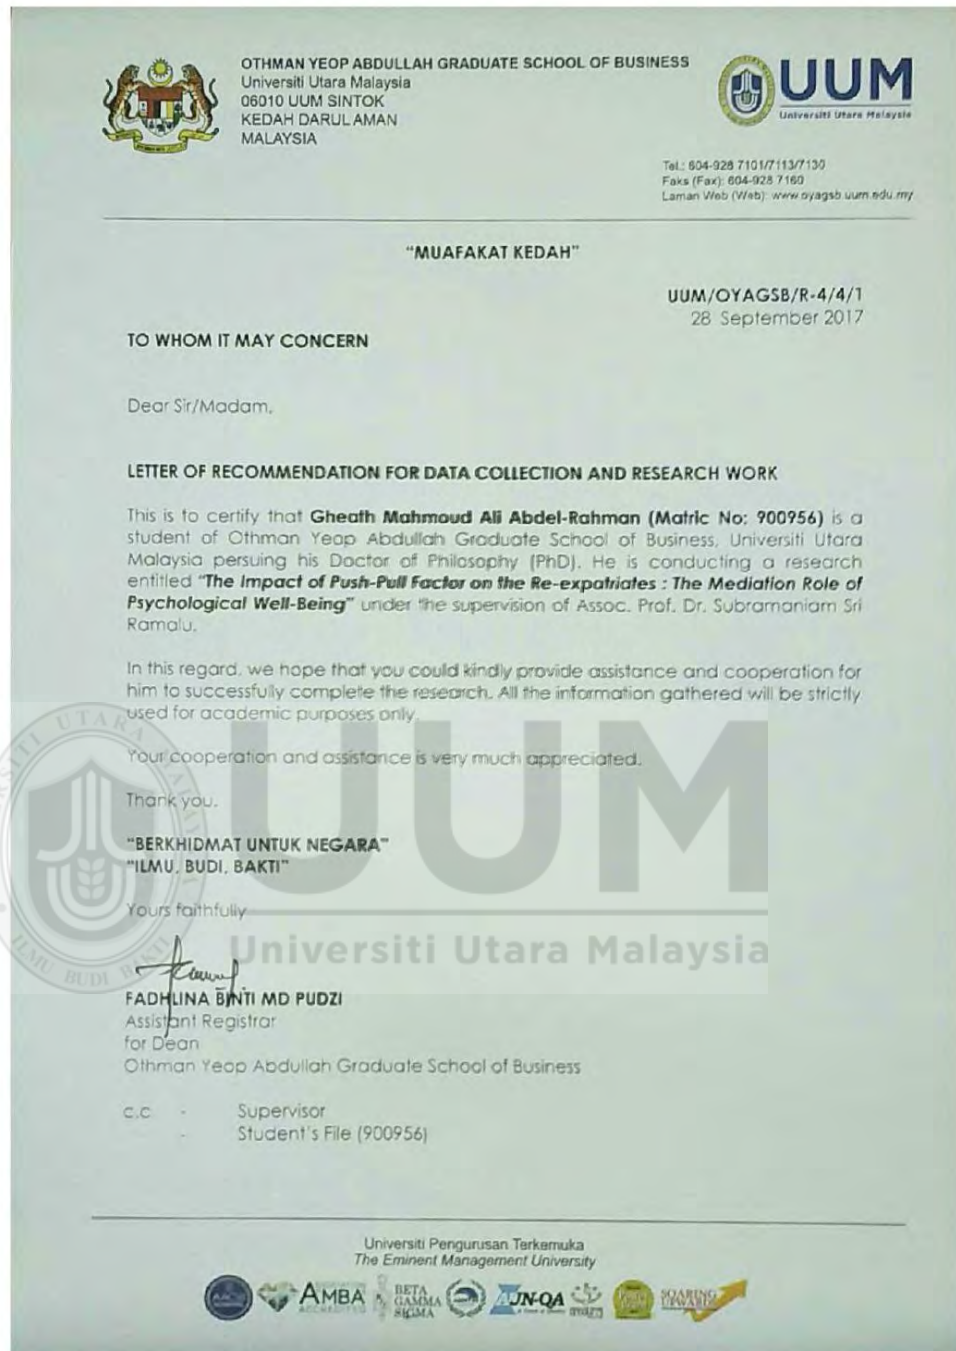 OTHMAN YEOP ABDULLAH GRADUATE SCHOOL OF BUSINESS
Universiti Utara Malaysia
06010 UUM SINTOK
KEDAH DARUL AMAN
MALAYSIA
UUM
Universiti Utara Malaysia
Tel.: 604-928 7101/7113/7130
Faks (Fax): 604-928 7160
Laman Web (Web): www.oyagsb.uum.edu.my
"MUAFAKAT KEDAH"
UUM/OYAGSB/R-4/4/1
28 September 2017
TO WHOM IT MAY CONCERN
Dear Sir/Madam,
LETTER OF RECOMMENDATION FOR DATA COLLECTION AND RESEARCH WORK
This is to certify that Gheath Mahmoud Ali Abdel-Rahman (Matric No: 900956) is a
student of Othman Yeop Abdullah Graduate School of Business, Universiti Utara
Malaysia persuing his Doctor of Philosophy (PhD). He is conducting a research
entitled "The Impact of Push-Pull Factor on the Re-expatriates : The Mediation Role of
Psychological Well-Being" under the supervision of Assoc. Prof. Dr. Subramaniam Sri
Ramalu.
In this regard, we hope that you could kindly provide assistance and cooperation for
him to successfully complete the research. All the information gathered will be strictly
used for academic purposes only.
Your cooperation and assistance is very much appreciated.
Thank you.
"BERKHIDMAT UNTUK NEGARA"
"ILMU, BUDI, BAKTI"
Yours faithfully
FADHLINA BINTI MD PUDZI
Assistant Registrar
for Dean
Othman Yeop Abdullah Graduate School of Business
c.c - Supervisor
- Student's File (900956)
UTARA
ILMU BUDI BAKTI
UUM
Universiti Utara Malaysia
Universiti Pengurusan Terkemuka
The Eminent Management University
AMBA
ACCREDITED
BETA
GAMMA
SIGMA
AUN-QA
SOARING
UPWARDS